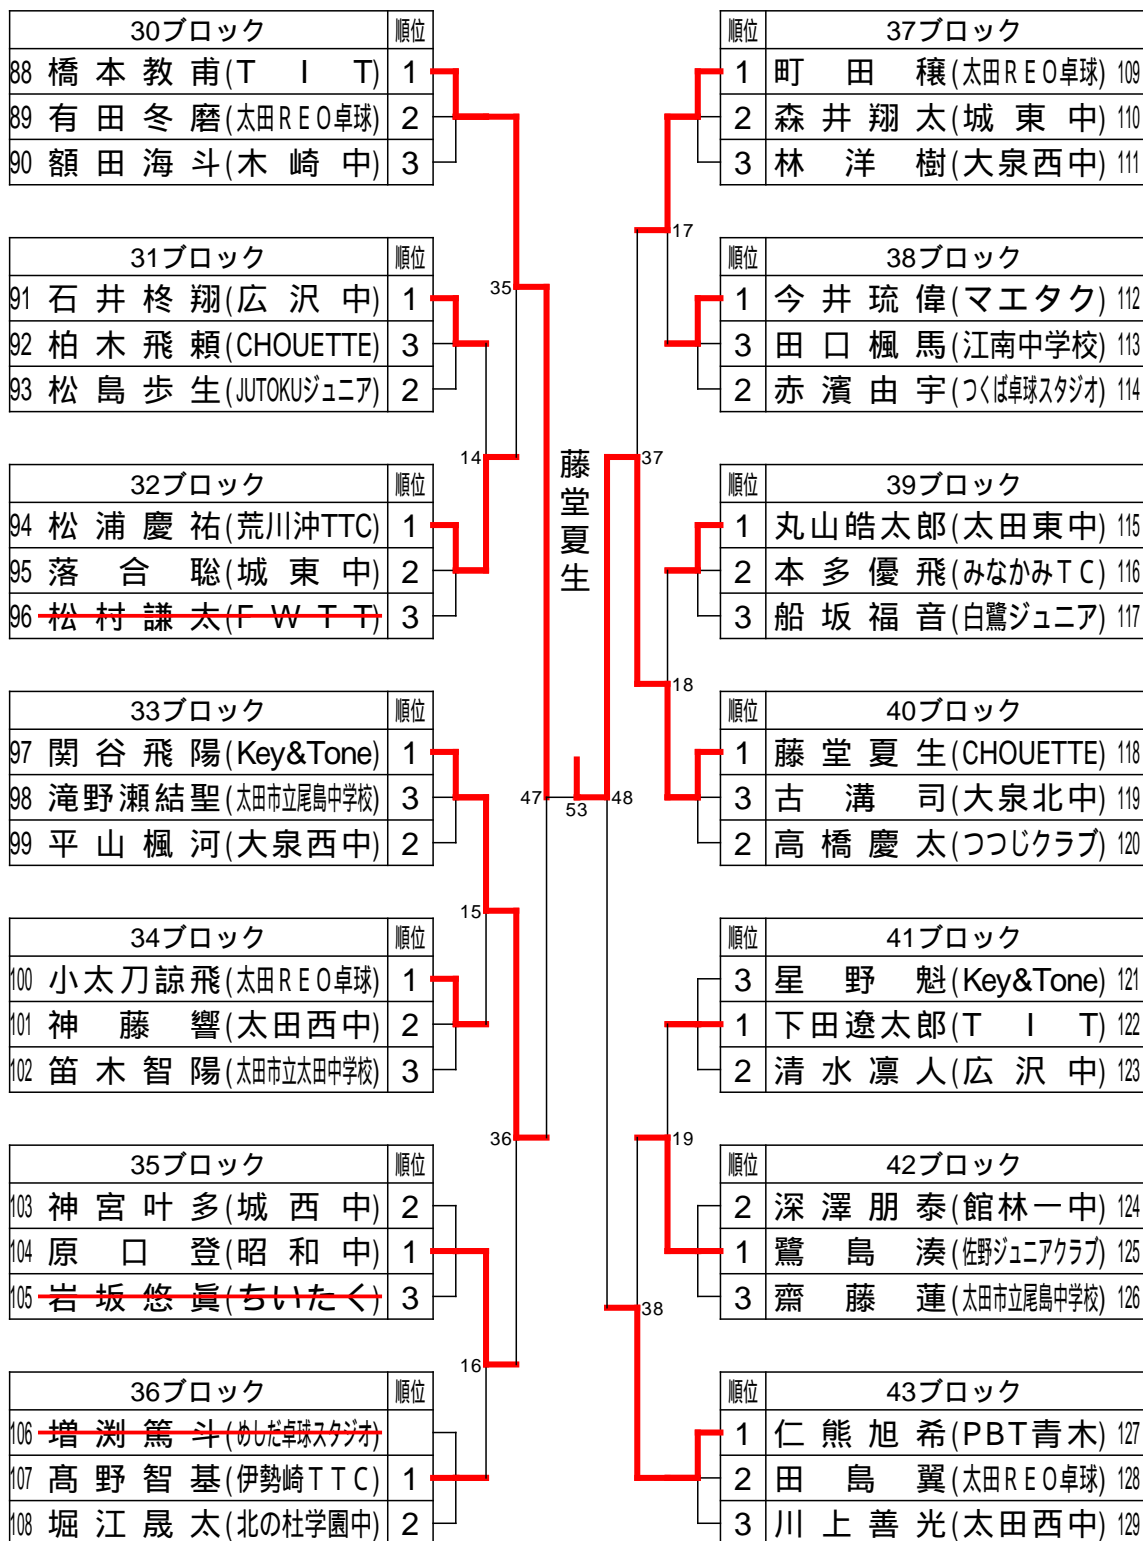 30ブロック 順位
88 橋本教甫(TIT) 1
89 有田冬磨(太田REO卓球) 2
90 額田海斗(木崎中) 3
31ブロック 順位
91 石井柊翔(広沢中) 1
92 柏木飛頼(CHOUETTE) 3
93 松島歩生(JUTOKUジュニア) 2
32ブロック 順位
94 松浦慶祐(荒川沖TTC) 1
95 落合聡(城東中) 2
96 松村謙太(FWTT) 3
33ブロック 順位
97 関谷飛陽(Key&Tone) 1
98 滝野瀬結聖(太田市立尾島中学校) 3
99 平山楓河(大泉西中) 2
34ブロック 順位
100 小太刀諒飛(太田REO卓球) 1
101 神藤響(太田西中) 2
102 笛木智陽(太田市立太田中学校) 3
35ブロック 順位
103 神宮叶多(城西中) 2
104 原口登(昭和中) 1
105 岩坂悠眞(ちいたく) 3
36ブロック 順位
106 増渕篤斗(めしだ卓球スタジオ)
107 髙野智基(伊勢崎TTC) 1
108 堀江晟太(北の杜学園中) 2
35
14
47
15
36
16
藤堂夏生
53
48
17
37
18
19
38
順位 37ブロック
1 町田穣(太田REO卓球) 109
2 森井翔太(城東中) 110
3 林洋樹(大泉西中) 111
順位 38ブロック
1 今井琉偉(マエタク) 112
3 田口楓馬(江南中学校) 113
2 赤濱由宇(つくば卓球スタジオ) 114
順位 39ブロック
1 丸山皓太郎(太田東中) 115
2 本多優飛(みなかみTC) 116
3 船坂福音(白鷺ジュニア) 117
順位 40ブロック
1 藤堂夏生(CHOUETTE) 118
3 古溝司(大泉北中) 119
2 高橋慶太(つつじクラブ) 120
順位 41ブロック
3 星野魁(Key&Tone) 121
1 下田遼太郎(TIT) 122
2 清水凛人(広沢中) 123
順位 42ブロック
2 深澤朋泰(館林一中) 124
1 鷺島湊(佐野ジュニアクラブ) 125
3 齋藤蓮(太田市立尾島中学校) 126
順位 43ブロック
1 仁熊旭希(PBT青木) 127
2 田島翼(太田REO卓球) 128
3 川上善光(太田西中) 129